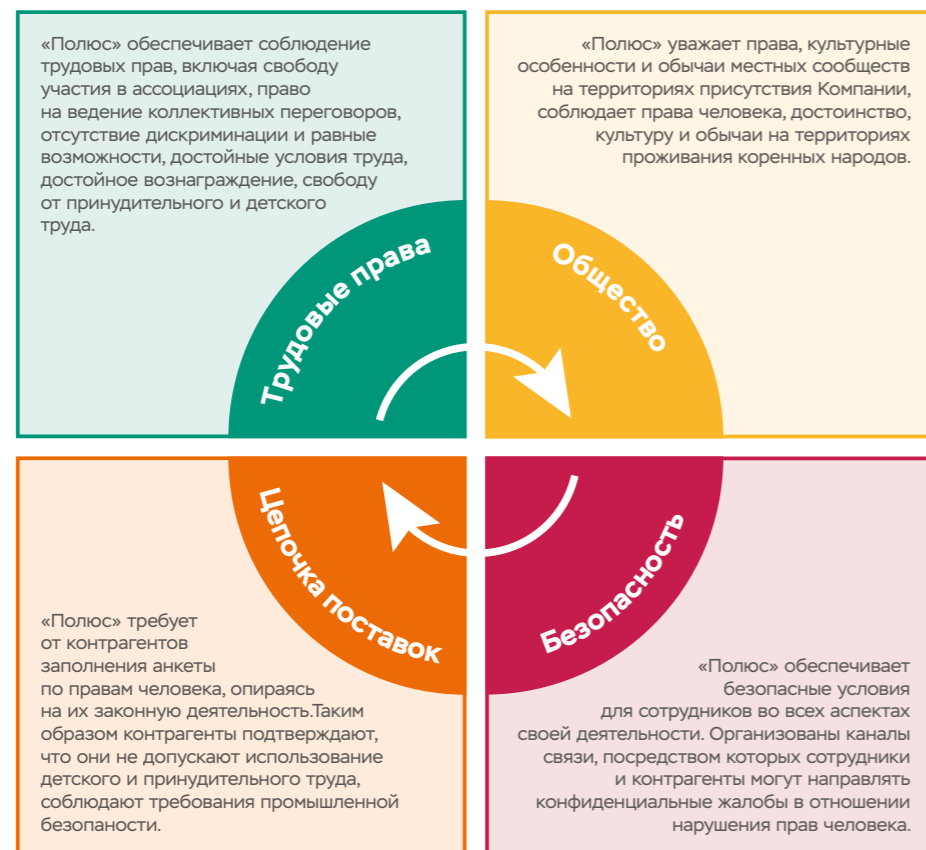 «Полюс» обеспечивает соблюдение
трудовых прав, включая свободу
участия в ассоциациях, право
на ведение коллективных переговоров,
отсутствие дискриминации и равные
возможности, достойные условия труда,
достойное вознаграждение, свободу
от принудительного и детского
труда.
Трудовые права
«Полюс» уважает права, культурные
особенности и обычаи местных сообществ
на территориях присутствия Компании,
соблюдает права человека, достоинство,
культуру и обычаи на территориях
проживания коренных народов.
Общество
Цепочка поставок
«Полюс» требует
от контрагентов
заполнения анкеты
по правам человека, опираясь
на их законную деятельность.Таким
образом контрагенты подтверждают,
что они не допускают использование
детского и принудительного труда,
соблюдают требования промышленной
безопаности.
Безопасность
«Полюс» обеспечивает
безопасные условия
для сотрудников во всех аспектах
своей деятельности. Организованы каналы
связи, посредством которых сотрудники
и контрагенты могут направлять
конфиденциальные жалобы в отношении
нарушения прав человека.